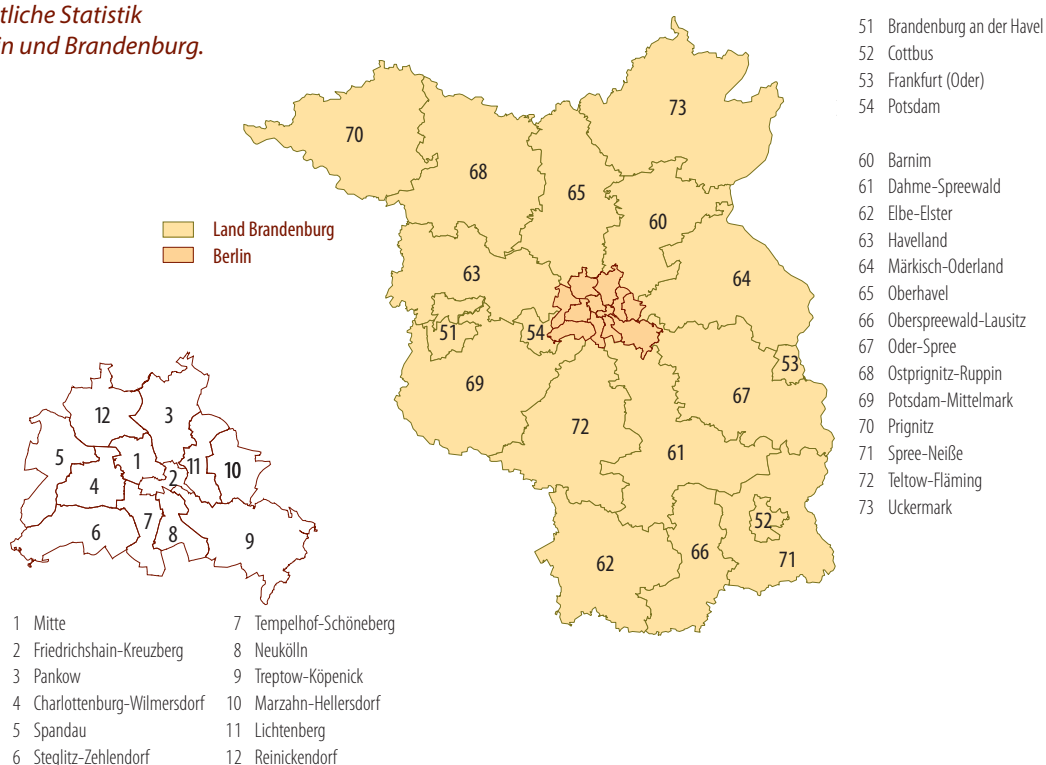 tliche Statistik
in und Brandenburg.
51 Brandenburg an der Havel
52 Cottbus
53 Frankfurt (Oder)
54 Potsdam
60 Barnim
61 Dahme-Spreewald
62 Elbe-Elster
63 Havelland
64 Märkisch-Oderland
65 Oberhavel
66 Oberspreewald-Lausitz
67 Oder-Spree
68 Ostprignitz-Ruppin
69 Potsdam-Mittelmark
70 Prignitz
71 Spree-Neiße
72 Teltow-Fläming
73 Uckermark
Land Brandenburg
Berlin
73
70
68
65
60
63
64
51
54
53
69
67
72
61
52
66
71
62
12
3
5
1
11
10
4
2
7
6
8
9
1 Mitte
2 Friedrichshain-Kreuzberg
3 Pankow
4 Charlottenburg-Wilmersdorf
5 Spandau
6 Steglitz-Zehlendorf
7 Tempelhof-Schöneberg
8 Neukölln
9 Treptow-Köpenick
10 Marzahn-Hellersdorf
11 Lichtenberg
12 Reinickendorf